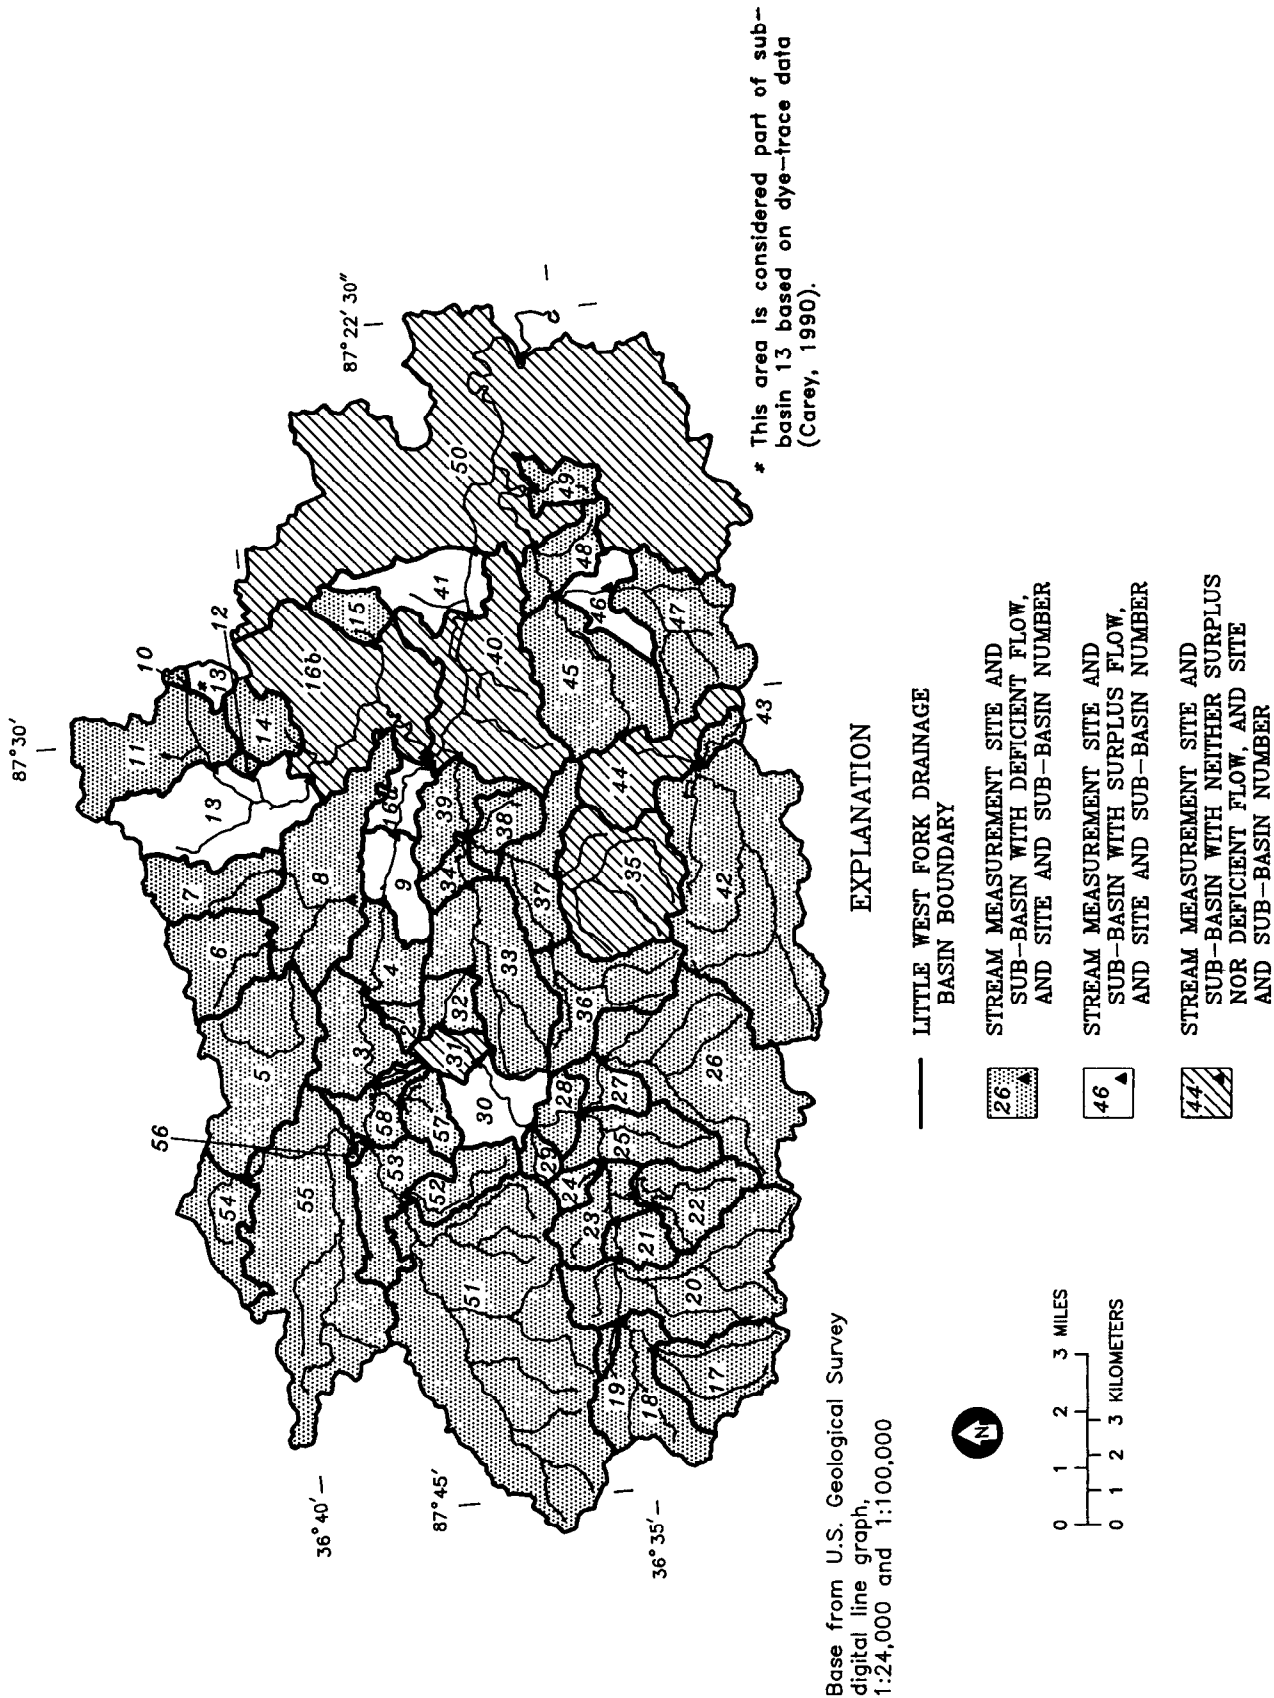 87°30'
87°22' 30"
36°40'
87°45'
36°35'
10
12
11
13
13
*
14
16b
15
41
50
40
49
48
46
47
45
43
44
42
35
7
6
8
5
9
16a
39
38
34
37
33
4
3
2
32
31
36
30
28
27
26
25
29
24
23
22
21
20
19
18
17
56
58
57
53
52
54
55
51
* This area is considered part of sub-
basin 13 based on dye-trace data
(Carey, 1990).
Base from U.S. Geological Survey
digital line graph,
1:24,000 and 1:100,000
N
0 1 2 3 MILES
0 1 2 3 KILOMETERS
EXPLANATION
LITTLE WEST FORK DRAINAGE
BASIN BOUNDARY
26
STREAM MEASUREMENT SITE AND
SUB-BASIN WITH DEFICIENT FLOW,
AND SITE AND SUB-BASIN NUMBER
46
STREAM MEASUREMENT SITE AND
SUB-BASIN WITH SURPLUS FLOW,
AND SITE AND SUB-BASIN NUMBER
44
STREAM MEASUREMENT SITE AND
SUB-BASIN WITH NEITHER SURPLUS
NOR DEFICIENT FLOW, AND SITE
AND SUB-BASIN NUMBER